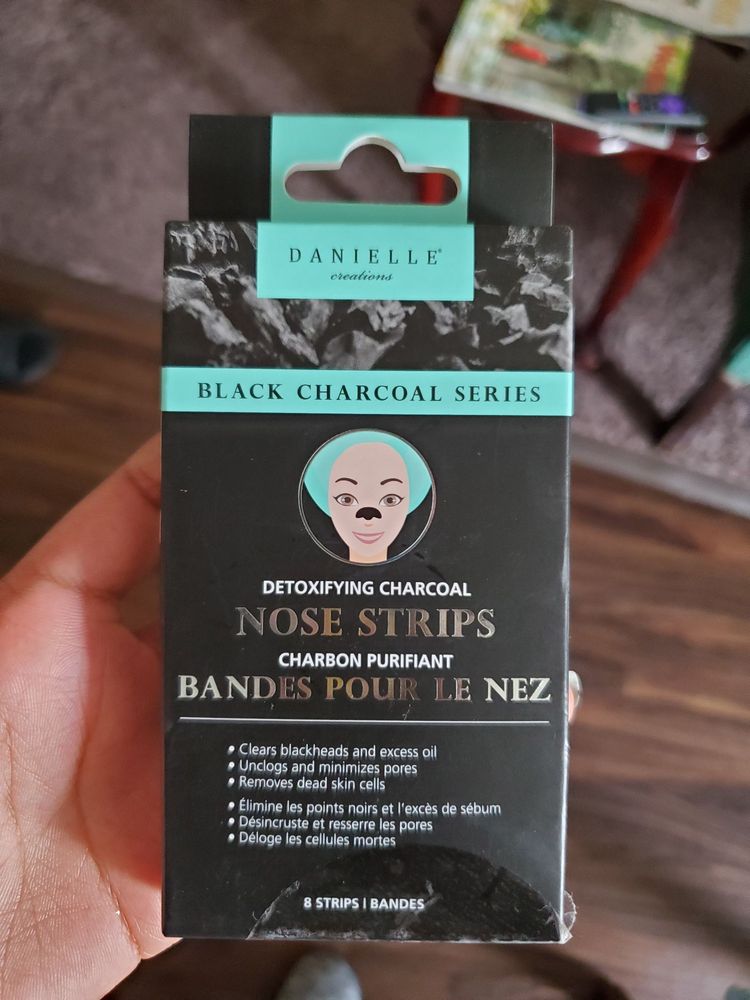 DANIELLE®
creations
BLACK CHARCOAL SERIES
DETOXIFYING CHARCOAL
NOSE STRIPS
CHARBON PURIFIANT
BANDES POUR LE NEZ
• Clears blackheads and excess oil
• Unclogs and minimizes pores
• Removes dead skin cells
• Élimine les points noirs et l'excès de sébum
• Désincruste et resserre les pores
• Déloge les cellules mortes
8 STRIPS | BANDES